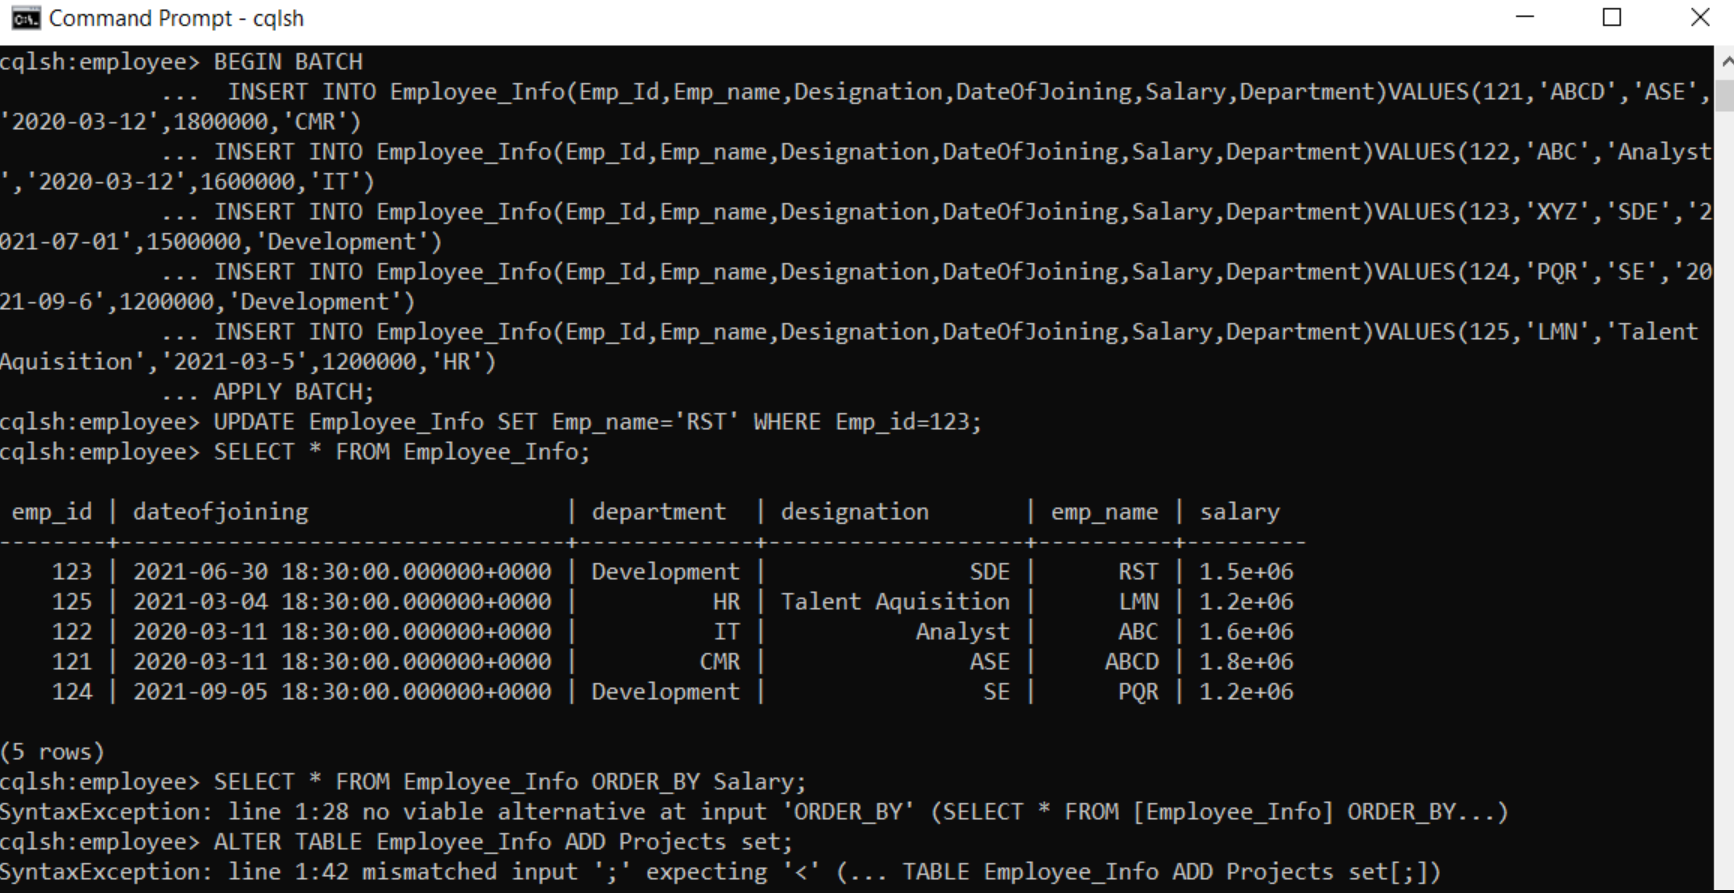 Command Prompt - cqlsh
cqlsh:employee> BEGIN BATCH
            ...  INSERT INTO Employee_Info(Emp_Id,Emp_name,Designation,DateOfJoining,Salary,Department)VALUES(121,'ABCD','ASE',
'2020-03-12',1800000,'CMR')
            ... INSERT INTO Employee_Info(Emp_Id,Emp_name,Designation,DateOfJoining,Salary,Department)VALUES(122,'ABC','Analyst
','2020-03-12',1600000,'IT')
            ... INSERT INTO Employee_Info(Emp_Id,Emp_name,Designation,DateOfJoining,Salary,Department)VALUES(123,'XYZ','SDE','2
021-07-01',1500000,'Development')
            ... INSERT INTO Employee_Info(Emp_Id,Emp_name,Designation,DateOfJoining,Salary,Department)VALUES(124,'PQR','SE','20
21-09-6',1200000,'Development')
            ... INSERT INTO Employee_Info(Emp_Id,Emp_name,Designation,DateOfJoining,Salary,Department)VALUES(125,'LMN','Talent
Aquisition','2021-03-5',1200000,'HR')
            ... APPLY BATCH;
cqlsh:employee> UPDATE Employee_Info SET Emp_name='RST' WHERE Emp_id=123;
cqlsh:employee> SELECT * FROM Employee_Info;
 emp_id | dateofjoining                   | department  | designation       | emp_name | salary
--------+---------------------------------+-------------+-------------------+----------+---------
    123 | 2021-06-30 18:30:00.000000+0000 | Development |               SDE |      RST | 1.5e+06
    125 | 2021-03-04 18:30:00.000000+0000 |          HR | Talent Aquisition |      LMN | 1.2e+06
    122 | 2020-03-11 18:30:00.000000+0000 |          IT |           Analyst |      ABC | 1.6e+06
    121 | 2020-03-11 18:30:00.000000+0000 |         CMR |               ASE |     ABCD | 1.8e+06
    124 | 2021-09-05 18:30:00.000000+0000 | Development |                SE |      PQR | 1.2e+06
(5 rows)
cqlsh:employee> SELECT * FROM Employee_Info ORDER_BY Salary;
SyntaxException: line 1:28 no viable alternative at input 'ORDER_BY' (SELECT * FROM [Employee_Info] ORDER_BY...)
cqlsh:employee> ALTER TABLE Employee_Info ADD Projects set;
SyntaxException: line 1:42 mismatched input ';' expecting '<' (... TABLE Employee_Info ADD Projects set[;])